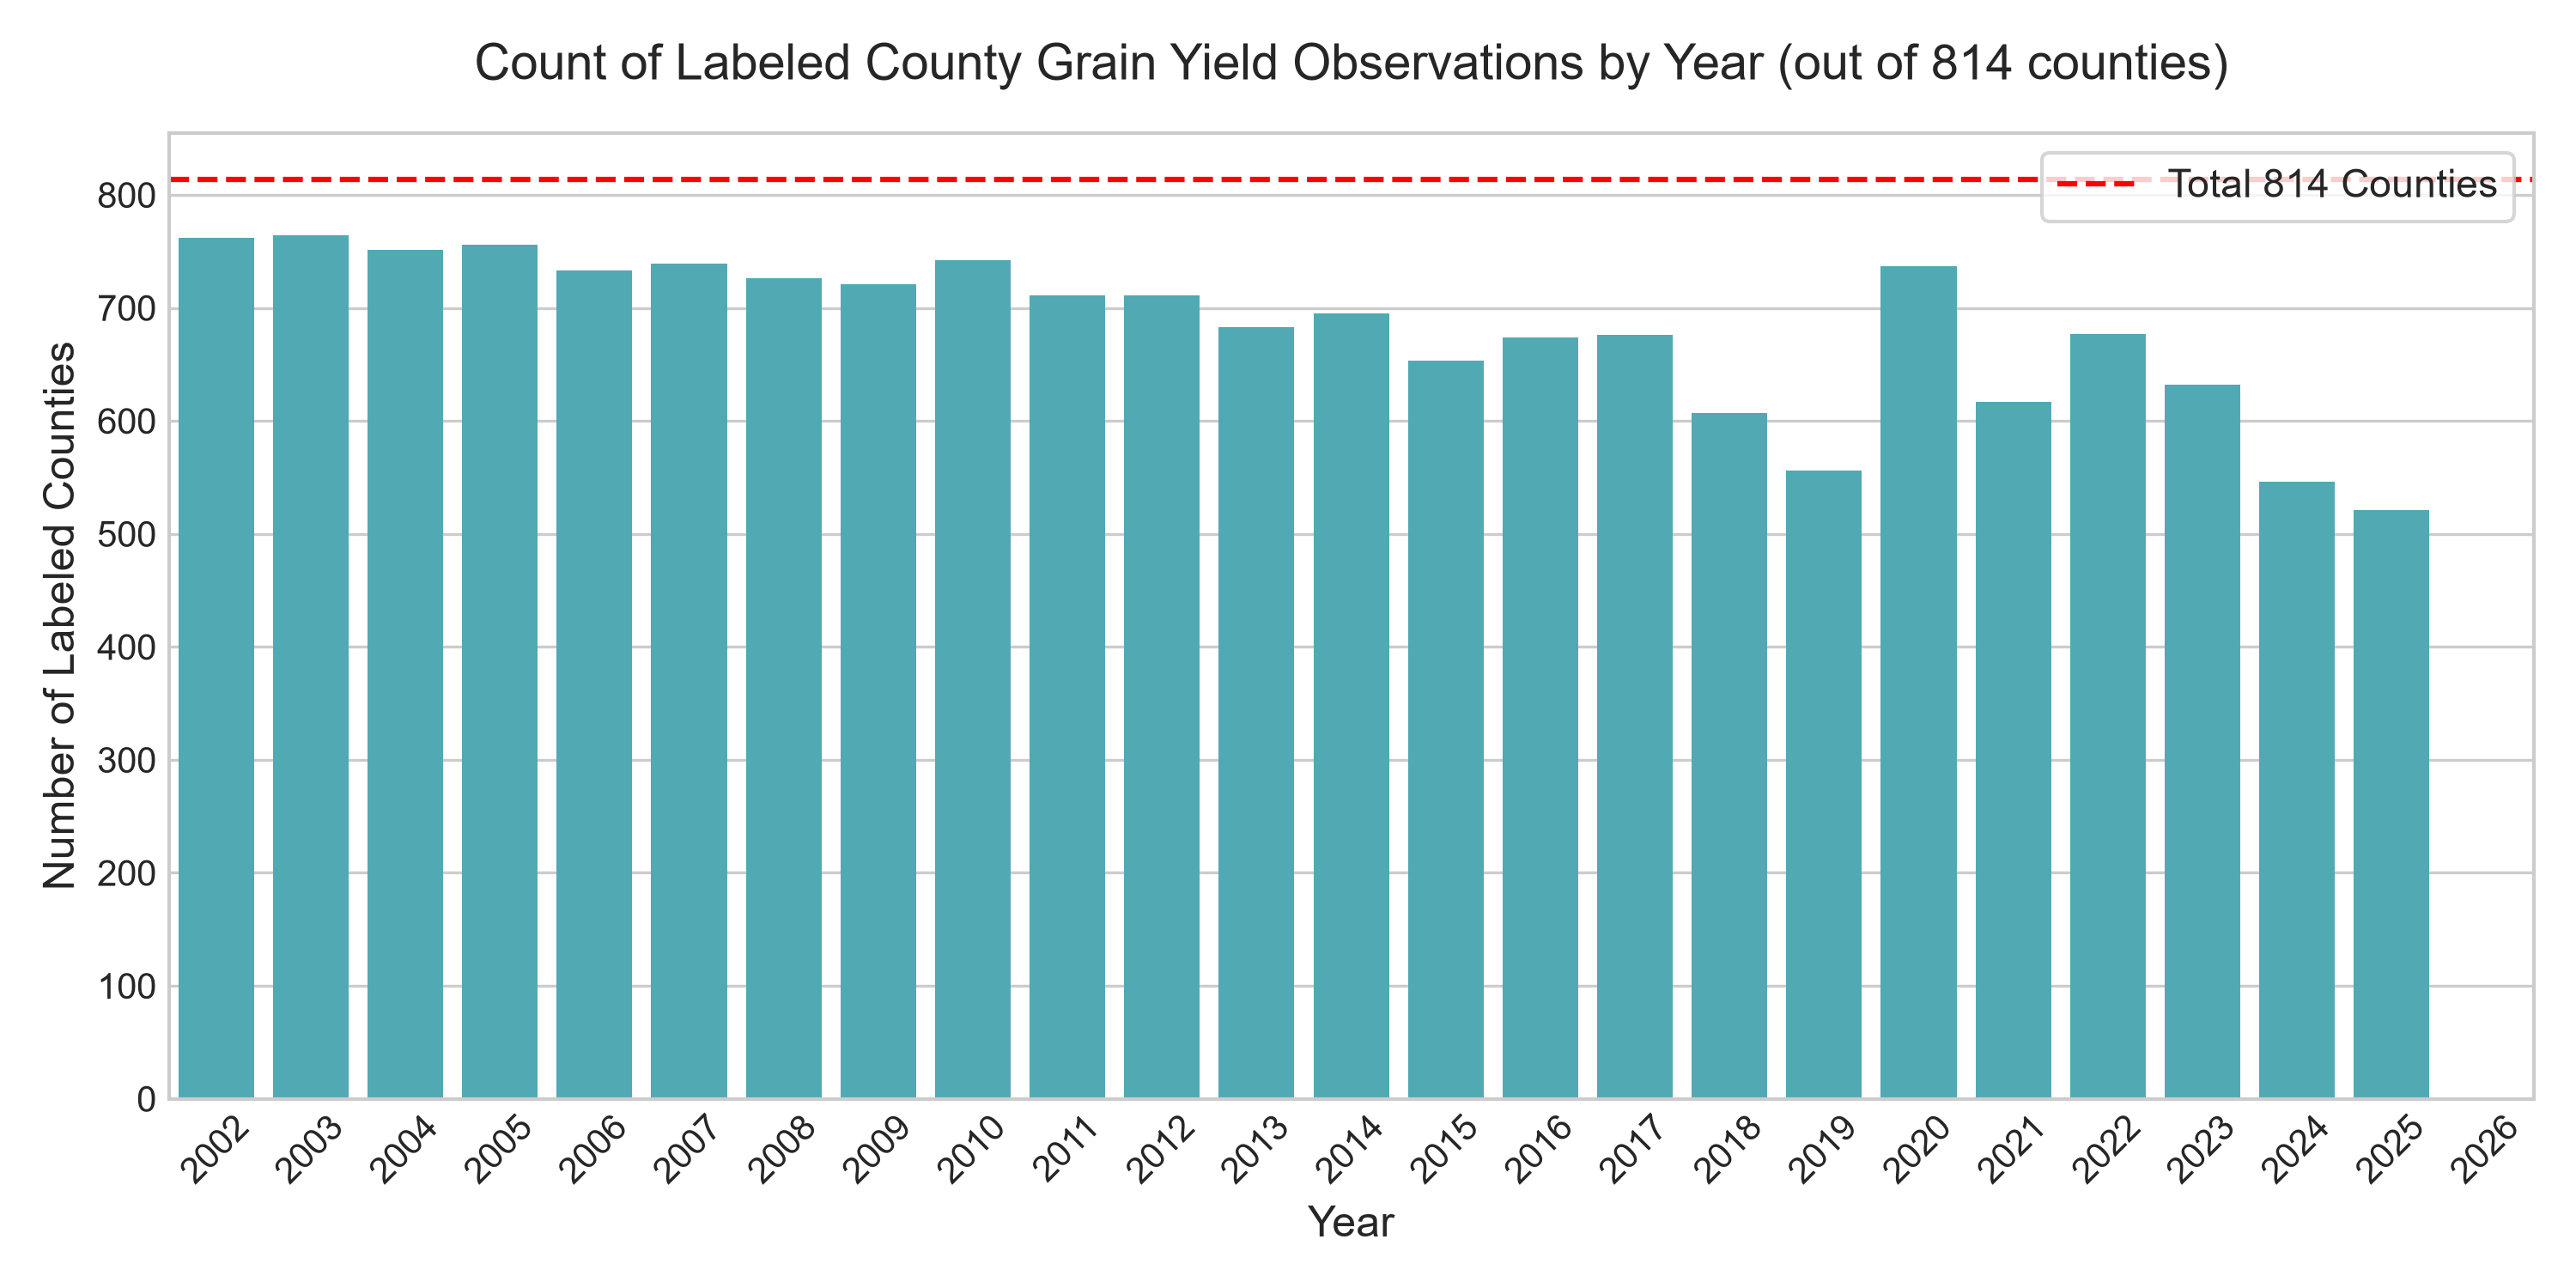 Count of Labeled County Grain Yield Observations by Year (out of 814 counties)
Total 814 Counties
Number of Labeled Counties
800
700
600
500
400
300
200
100
0
2002 2003 2004 2005 2006 2007 2008 2009 2010 2011 2012 2013 2014 2015 2016 2017 2018 2019 2020 2021 2022 2023 2024 2025 2026
Year